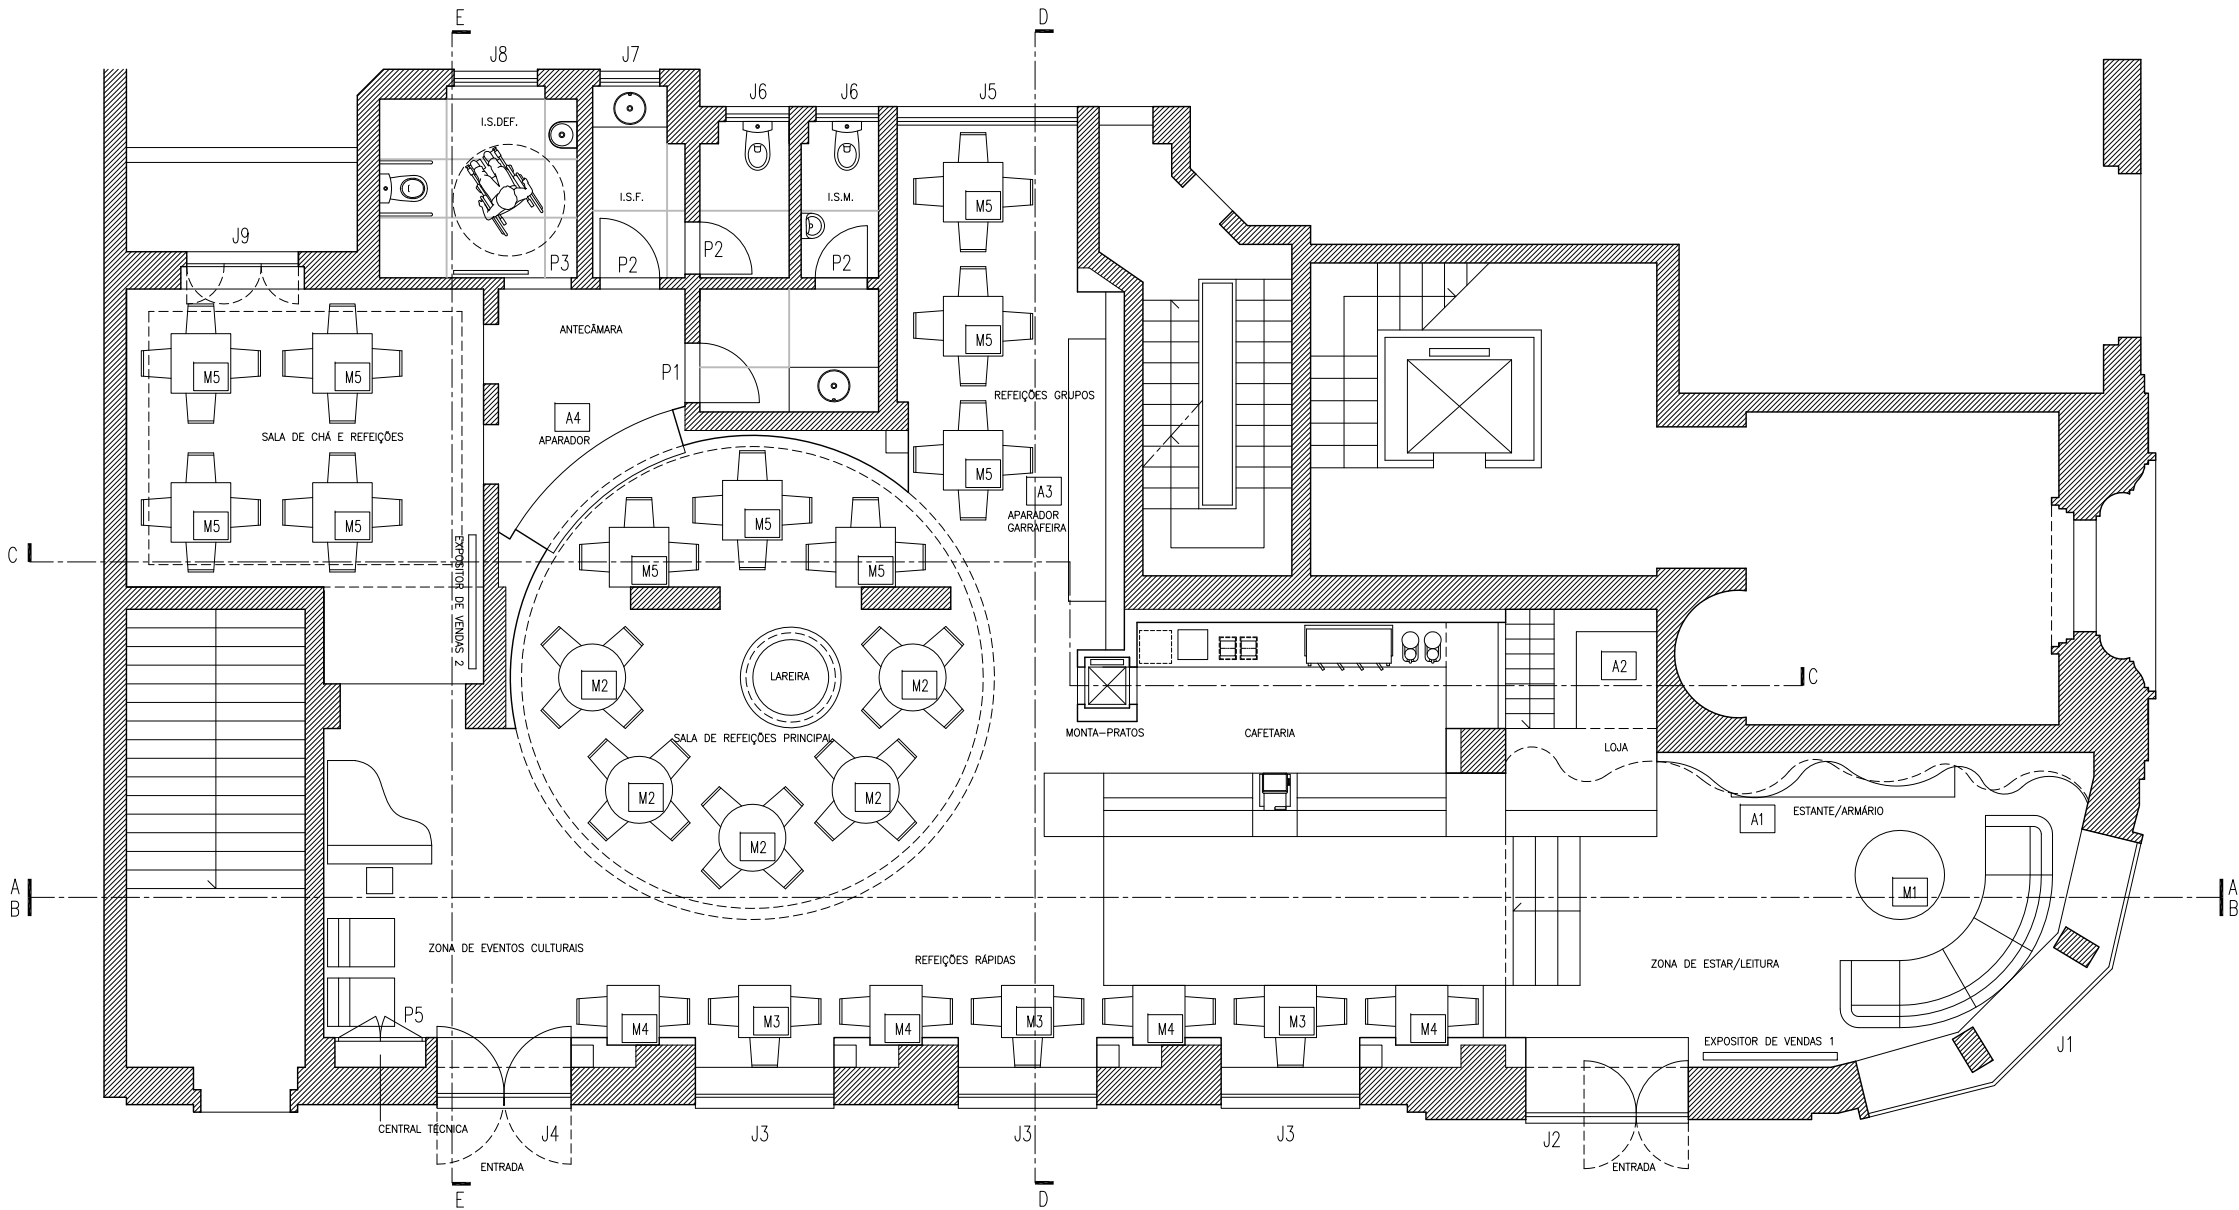 E
D
J8
J7
J6
J6
J5
I.S.DEF.
I.S.F.
I.S.M.
M5
J9
P3
P2
P2
P2
ANTECÂMARA
M5
P1
M5
M5
REFEIÇÕES GRUPOS
A4
APARADOR
SALA DE CHÁ E REFEIÇÕES
M5
A3
APARADOR
GARRAFEIRA
M5
M5
M5
C
EXPOSITOR DE VENDAS 2
M5
M5
A2
C
LAREIRA
M2
M2
SALA DE REFEIÇÕES PRINCIPAL
MONTA-PRATOS
CAFETARIA
LOJA
M2
M2
ESTANTE/ARMÁRIO
A1
M2
A
B
M1
A
B
ZONA DE EVENTOS CULTURAIS
REFEIÇÕES RÁPIDAS
ZONA DE ESTAR/LEITURA
P5
M4
M3
M4
M3
M4
M3
M4
EXPOSITOR DE VENDAS 1
J1
CENTRAL TÉCNICA
J4
J3
J3
J3
J2
ENTRADA
ENTRADA
E
D